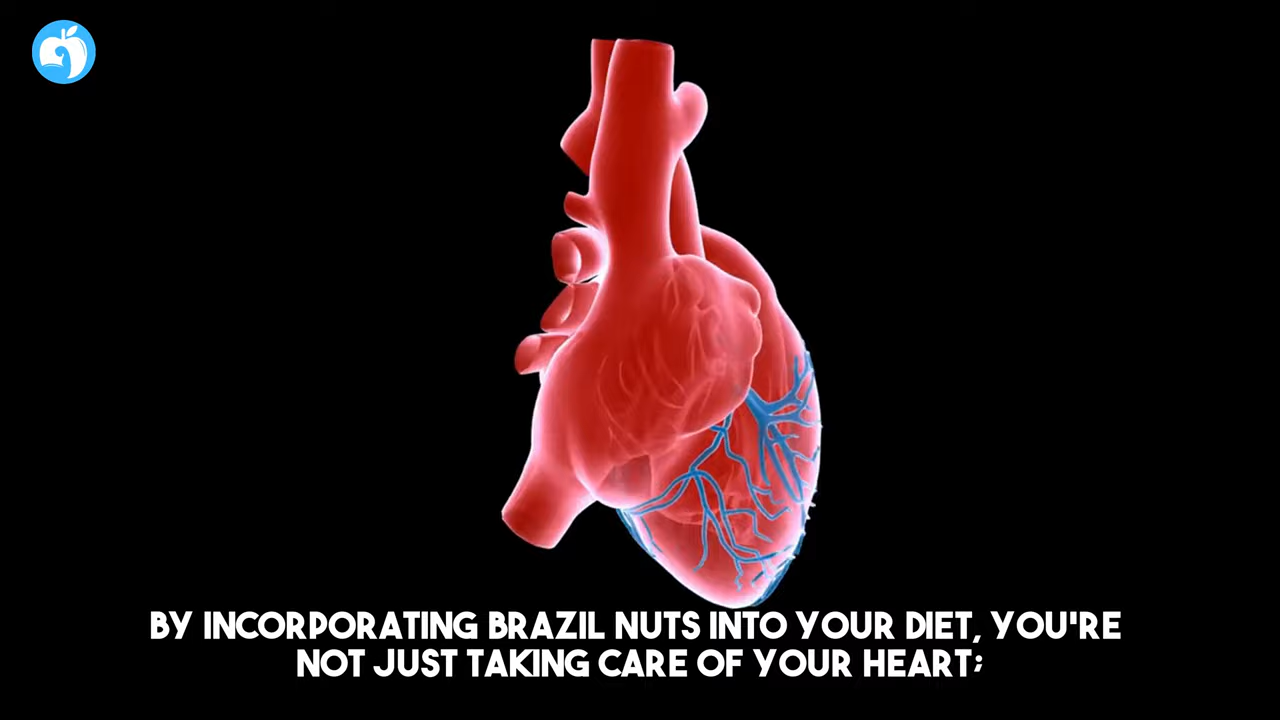 BY INCORPORATING BRAZIL NUTS INTO YOUR DIET, YOU'RE
NOT JUST TAKING CARE OF YOUR HEART;